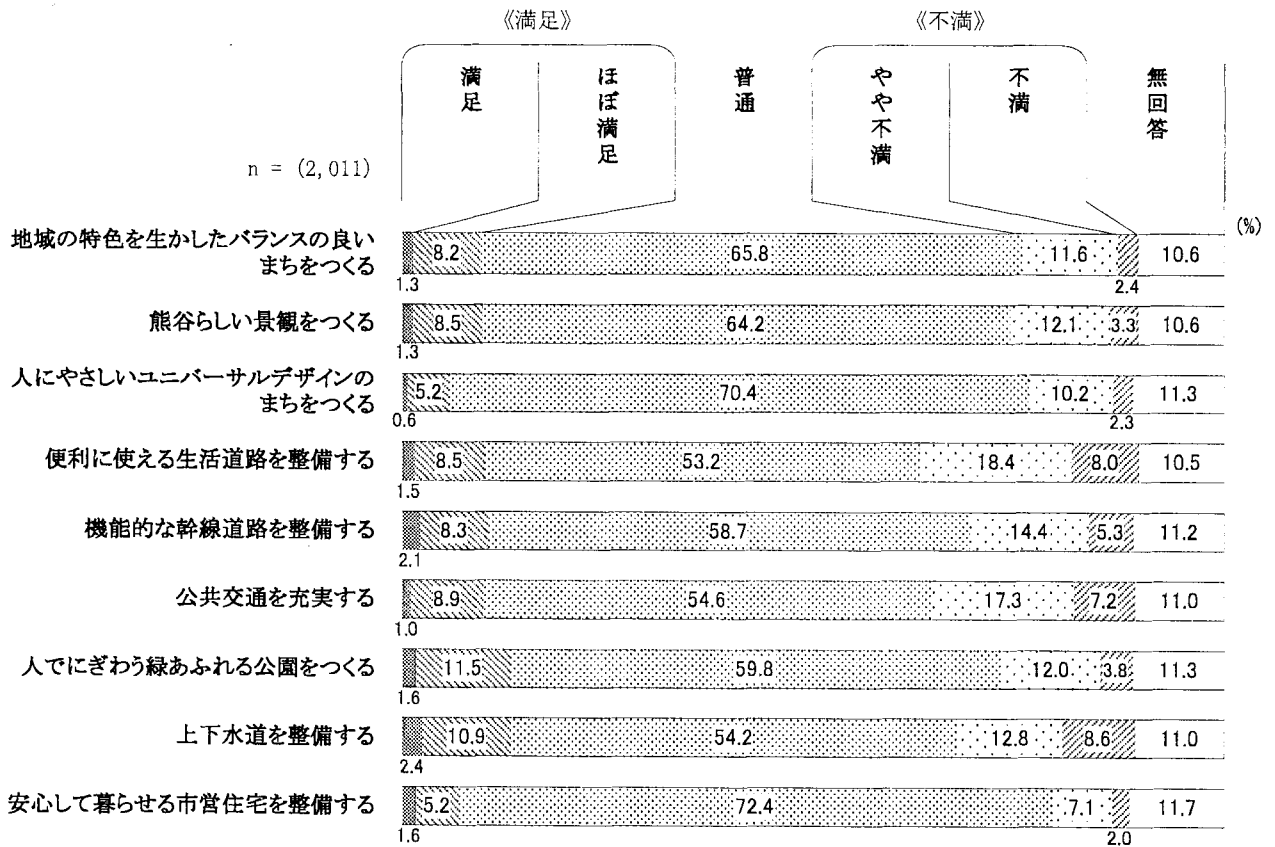 《満足》
《不満》
満足
ほぼ満足
普通
やや不満
不満
無回答
n = (2,011)
(%)
地域の特色を生かしたバランスの良い
まちをつくる
8.2 65.8 11.6 10.6
1.3 2.4
熊谷らしい景観をつくる
8.5 64.2 12.1 3.3 10.6
1.3
人にやさしいユニバーサルデザインの
まちをつくる
5.2 70.4 10.2 11.3
0.6 2.3
便利に使える生活道路を整備する
8.5 53.2 18.4 8.0 10.5
1.5
機能的な幹線道路を整備する
8.3 58.7 14.4 5.3 11.2
2.1
公共交通を充実する
8.9 54.6 17.3 7.2 11.0
1.0
人でにぎわう緑あふれる公園をつくる
11.5 59.8 12.0 3.8 11.3
1.6
上下水道を整備する
10.9 54.2 12.8 8.6 11.0
2.4
安心して暮らせる市営住宅を整備する
5.2 72.4 7.1 11.7
1.6 2.0